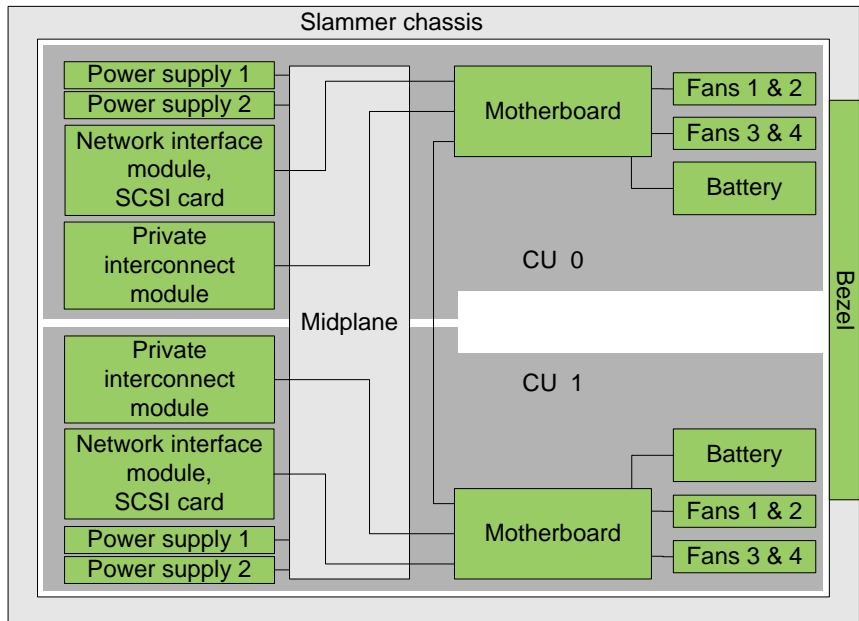 Slammer chassis
Power supply 1
Power supply 2
Network interface
module,
SCSI card
Private
interconnect
module
Midplane
Motherboard
Fans 1 & 2
Fans 3 & 4
Battery
CU 0
Bezel
Private
interconnect
module
Network interface
module,
SCSI card
Power supply 1
Power supply 2
CU 1
Battery
Motherboard
Fans 1 & 2
Fans 3 & 4